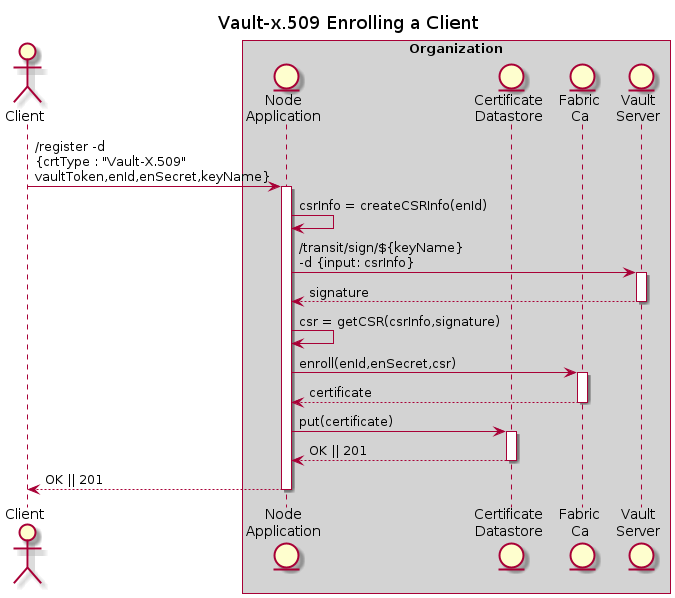 Vault-x.509 Enrolling a Client
Organization
Client
Node
Application
Certificate
Datastore
Fabric
Ca
Vault
Server
/register -d
{crtType : "Vault-X.509"
vaultToken,enId,enSecret,keyName}
csrInfo = createCSRInfo(enId)
/transit/sign/${keyName}
-d {input: csrInfo}
signature
csr = getCSR(csrInfo,signature)
enroll(enId,enSecret,csr)
certificate
put(certificate)
OK || 201
OK || 201
Client
Node
Application
Certificate
Datastore
Fabric
Ca
Vault
Server